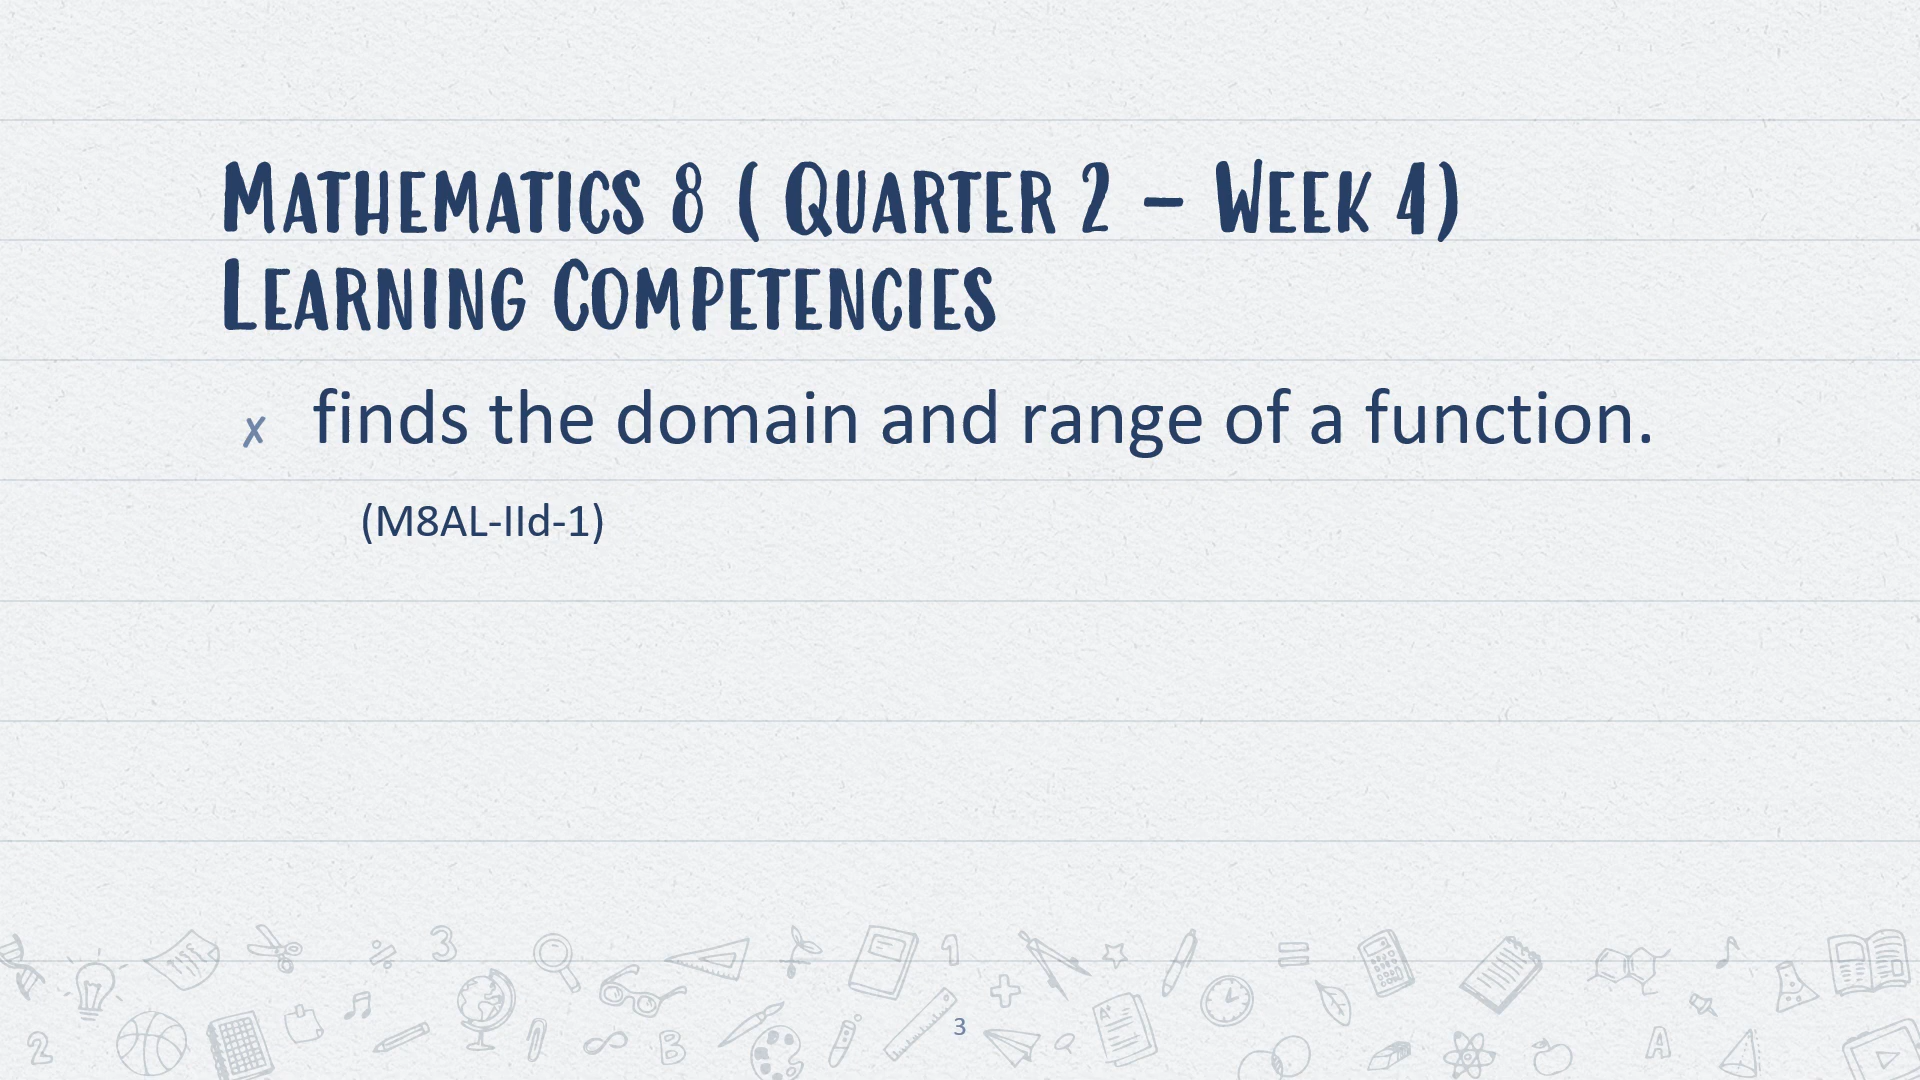 Mathematics 8 ( Quarter 2 – Week 4)
Learning Competencies
✗ finds the domain and range of a function.
(M8AL-IId-1)
3